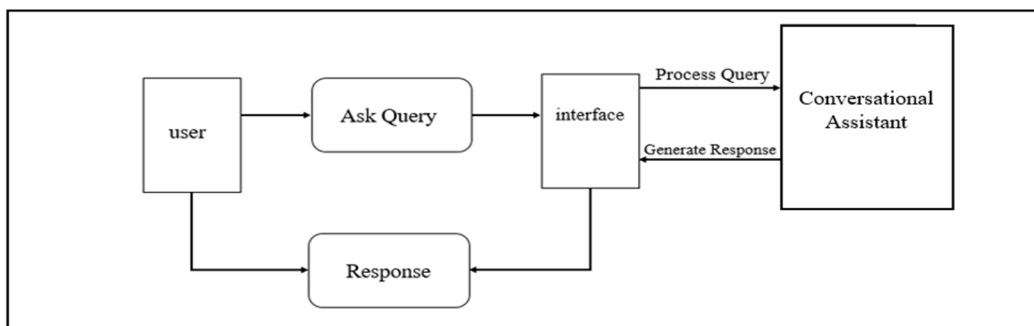 Process Query
Conversational
Assistant
user
Ask Query
interface
Generate Response
Response